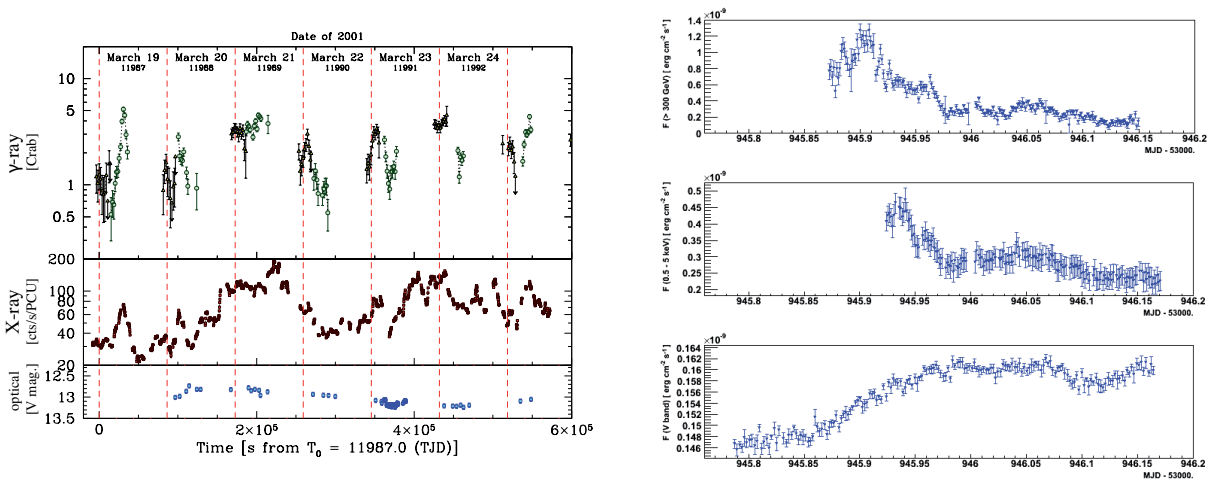 Date of 2001
March 19 March 20 March 21 March 22 March 23 March 24
11987 11988 11989 11990 11991 11992
10
5
γ-ray
[Crab]
1
0.5
200
100
80
60
40
20
X-ray
[cts/s/PCU]
12.5
13
13.5
optical
[V mag.]
0 2×10⁵ 4×10⁵ 6×10⁵
Time [s from T₀ = 11987.0 (TJD)]
×10⁻⁹
F (> 300 GeV) [ erg cm⁻² s⁻¹ ]
1.4
1.2
1
0.8
0.6
0.4
0.2
0
945.8 945.85 945.9 945.95 946 946.05 946.1 946.15 946.2
MJD - 53000.
×10⁻⁹
F (0.5 - 5 keV) [ erg cm⁻² s⁻¹ ]
0.5
0.45
0.4
0.35
0.3
0.25
0.2
945.8 945.85 945.9 945.95 946 946.05 946.1 946.15 946.2
MJD - 53000.
×10⁻⁹
F (V band) [ erg cm⁻² s⁻¹ ]
0.164
0.162
0.16
0.158
0.156
0.154
0.152
0.15
0.148
0.146
945.8 945.85 945.9 945.95 946 946.05 946.1 946.15 946.2
MJD - 53000.